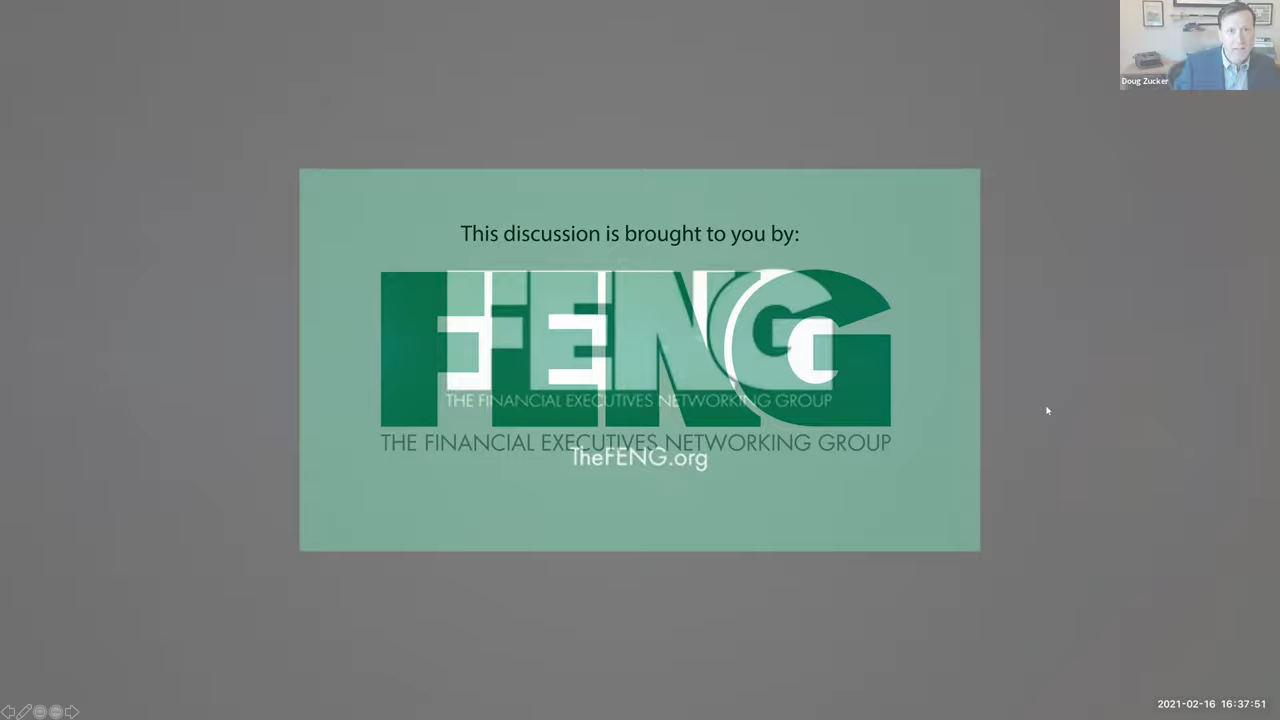 Doug Zucker
This discussion is brought to you by:
FENG
FENG
THE FINANCIAL EXECUTIVES NETWORKING GROUP
THE FINANCIAL EXECUTIVES NETWORKING GROUP
TheFENG.org
2021-02-16 16:37:51